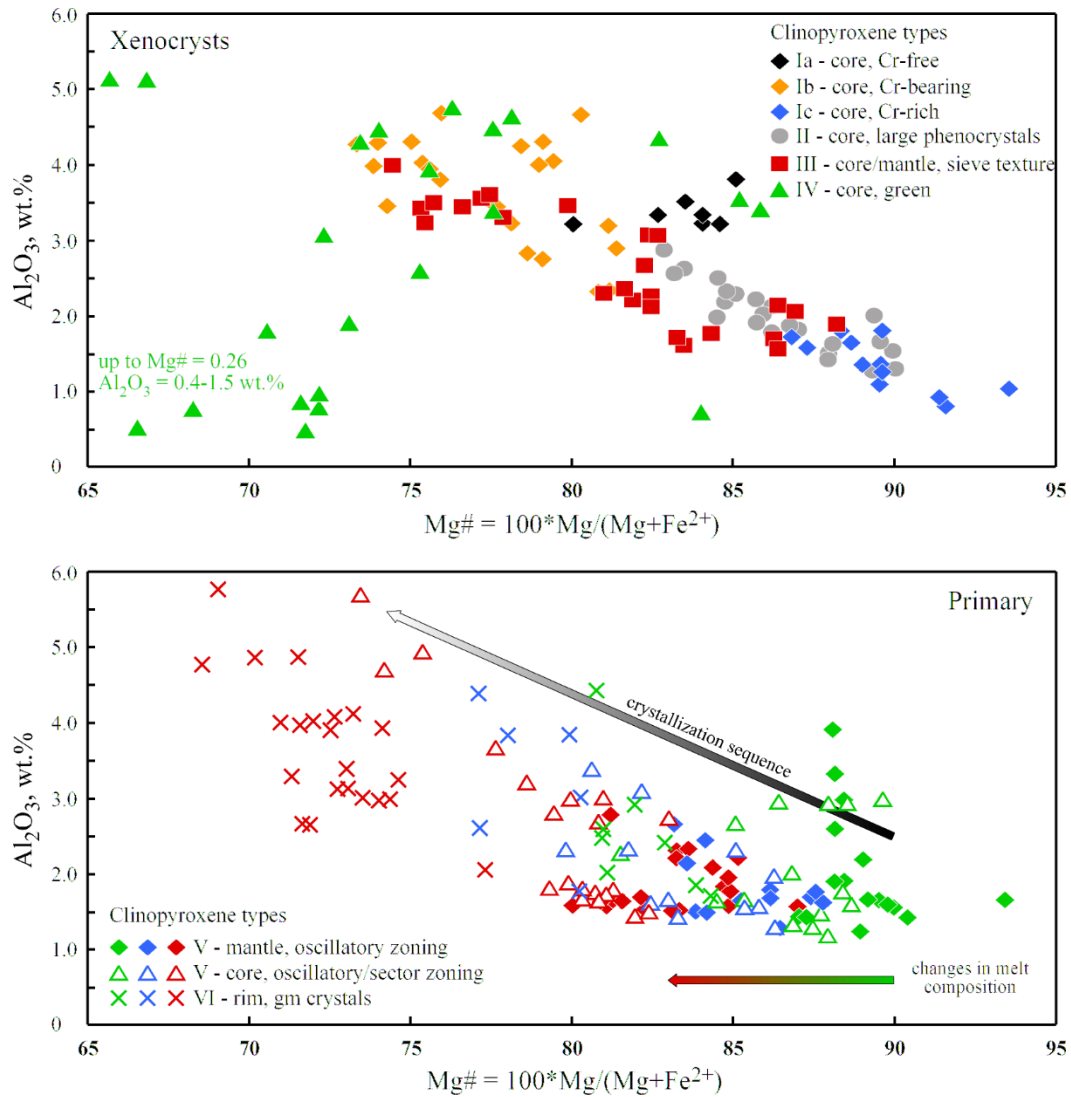 6.0
Xenocrysts
Clinopyroxene types
Ia - core, Cr-free
5.0
Ib - core, Cr-bearing
Ic - core, Cr-rich
II - core, large phenocrystals
4.0
III - core/mantle, sieve texture
IV - core, green
3.0
Al₂O₃, wt.%
2.0
up to Mg# = 0.26
Al₂O₃ = 0.4-1.5 wt.%
1.0
0
65 70 75 80 85 90 95
Mg# = 100*Mg/(Mg+Fe²⁺)
6.0
Primary
5.0
crystallization sequence
4.0
3.0
Al₂O₃, wt.%
2.0
Clinopyroxene types
V - mantle, oscillatory zoning
1.0
V - core, oscillatory/sector zoning
changes in melt
composition
VI - rim, gm crystals
0
65 70 75 80 85 90 95
Mg# = 100*Mg/(Mg+Fe²⁺)